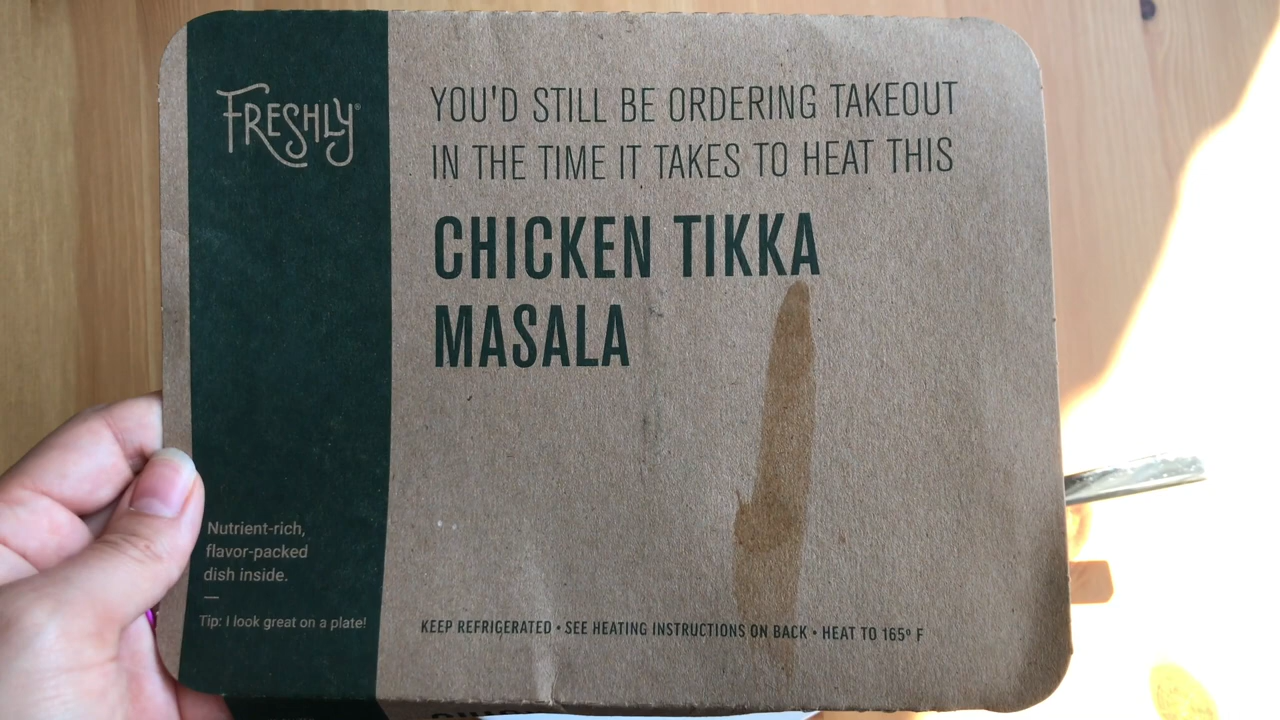 FRESHLY®
YOU'D STILL BE ORDERING TAKEOUT
IN THE TIME IT TAKES TO HEAT THIS
CHICKEN TIKKA
MASALA
Nutrient-rich,
flavor-packed
dish inside.
—
Tip: I look great on a plate!
KEEP REFRIGERATED • SEE HEATING INSTRUCTIONS ON BACK • HEAT TO 165º F